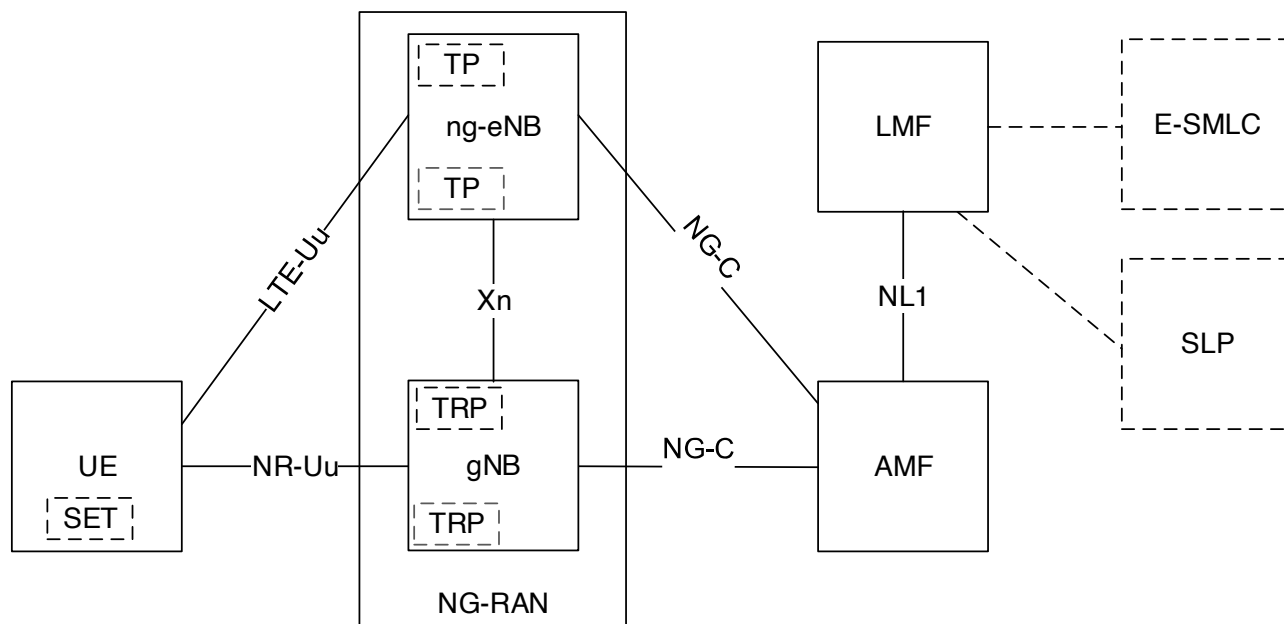 TP
ng-eNB
TP
LMF
E-SMLC
LTE-Uu
NG-C
Xn
NL1
SLP
TRP
UE
NR-Uu
gNB
NG-C
AMF
SET
TRP
NG-RAN